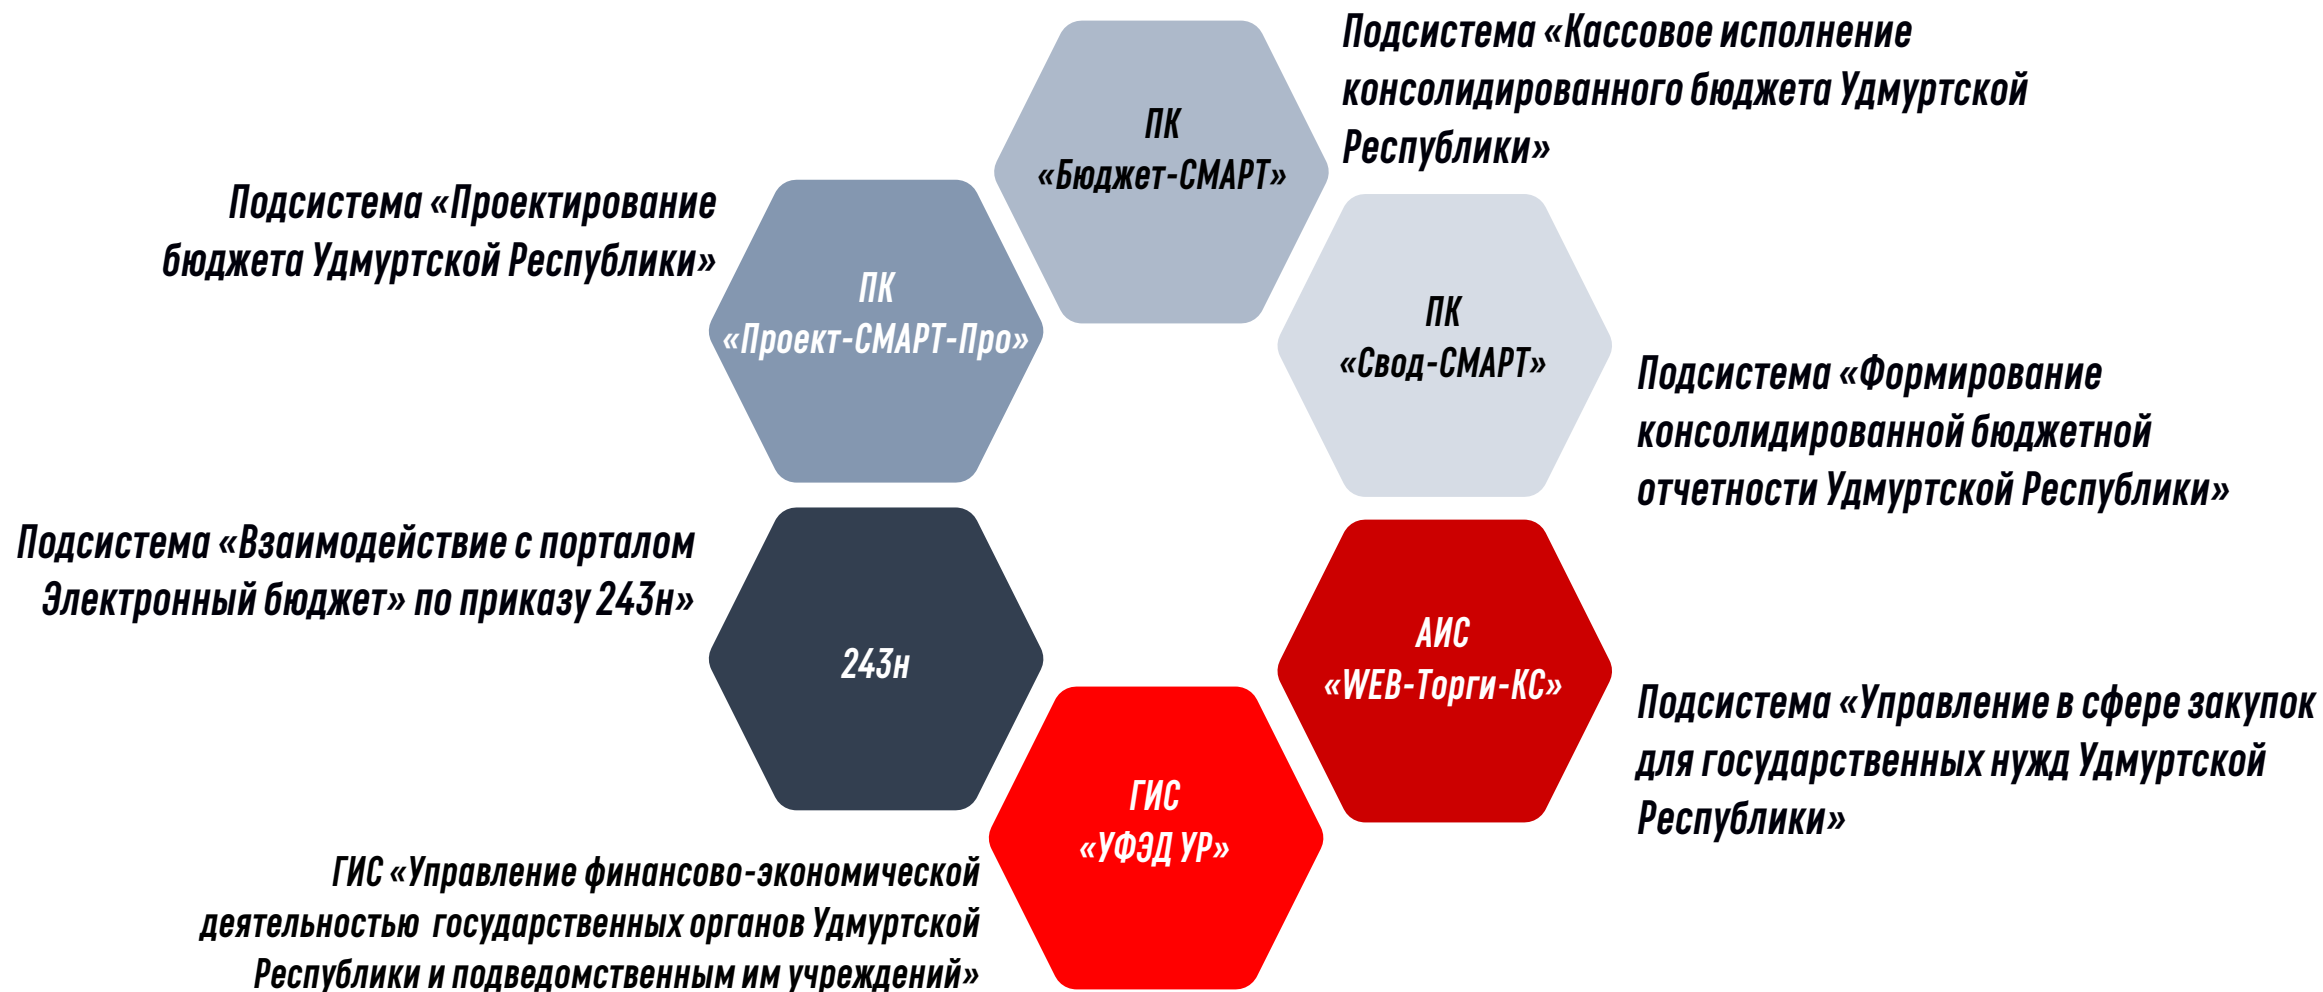 Подсистема «Кассовое исполнение
консолидированного бюджета Удмуртской
Республики»
ПК
«Бюджет-СМАРТ»
Подсистема «Проектирование
бюджета Удмуртской Республики»
ПК
«Проект-СМАРТ-Про»
ПК
«Свод-СМАРТ»
Подсистема «Формирование
консолидированной бюджетной
отчетности Удмуртской Республики»
Подсистема «Взаимодействие с порталом
Электронный бюджет» по приказу 243н»
243н
АИС
«WEB-Торги-КС»
Подсистема «Управление в сфере закупок
для государственных нужд Удмуртской
Республики»
ГИС
«УФЭД УР»
ГИС «Управление финансово-экономической
деятельностью государственных органов Удмуртской
Республики и подведомственным им учреждений»